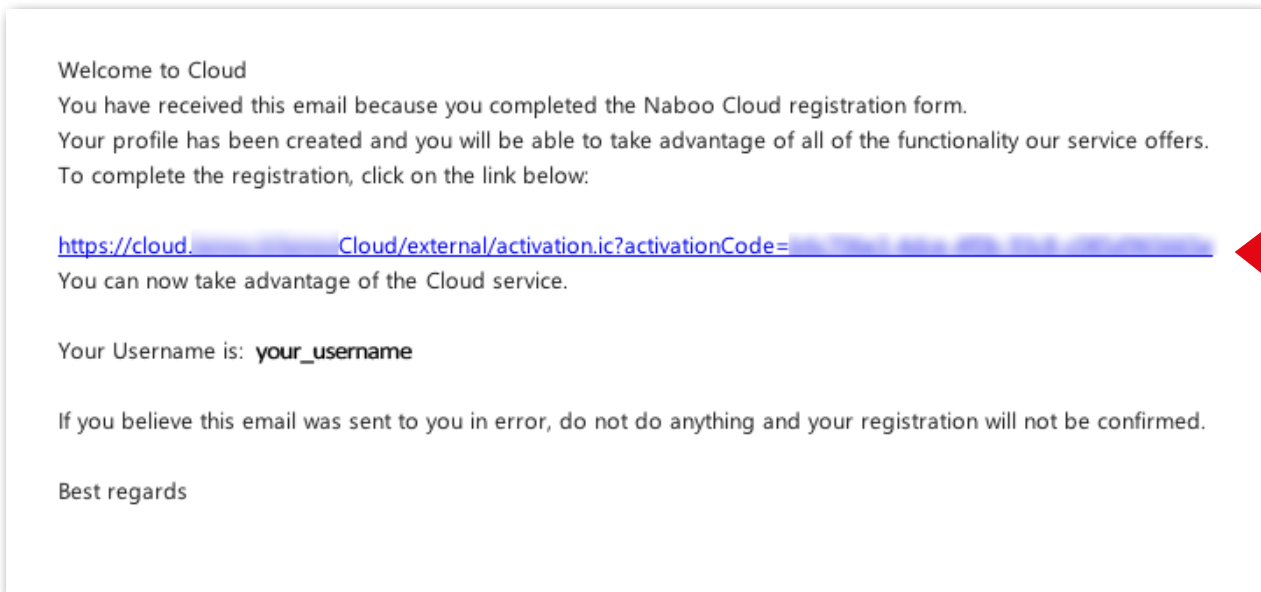 Welcome to Cloud
You have received this email because you completed the Naboo Cloud registration form.
Your profile has been created and you will be able to take advantage of all of the functionality our service offers.
To complete the registration, click on the link below:
https://cloud. Cloud/external/activation.ic?activationCode=
You can now take advantage of the Cloud service.
Your Username is: your_username
If you believe this email was sent to you in error, do not do anything and your registration will not be confirmed.
Best regards